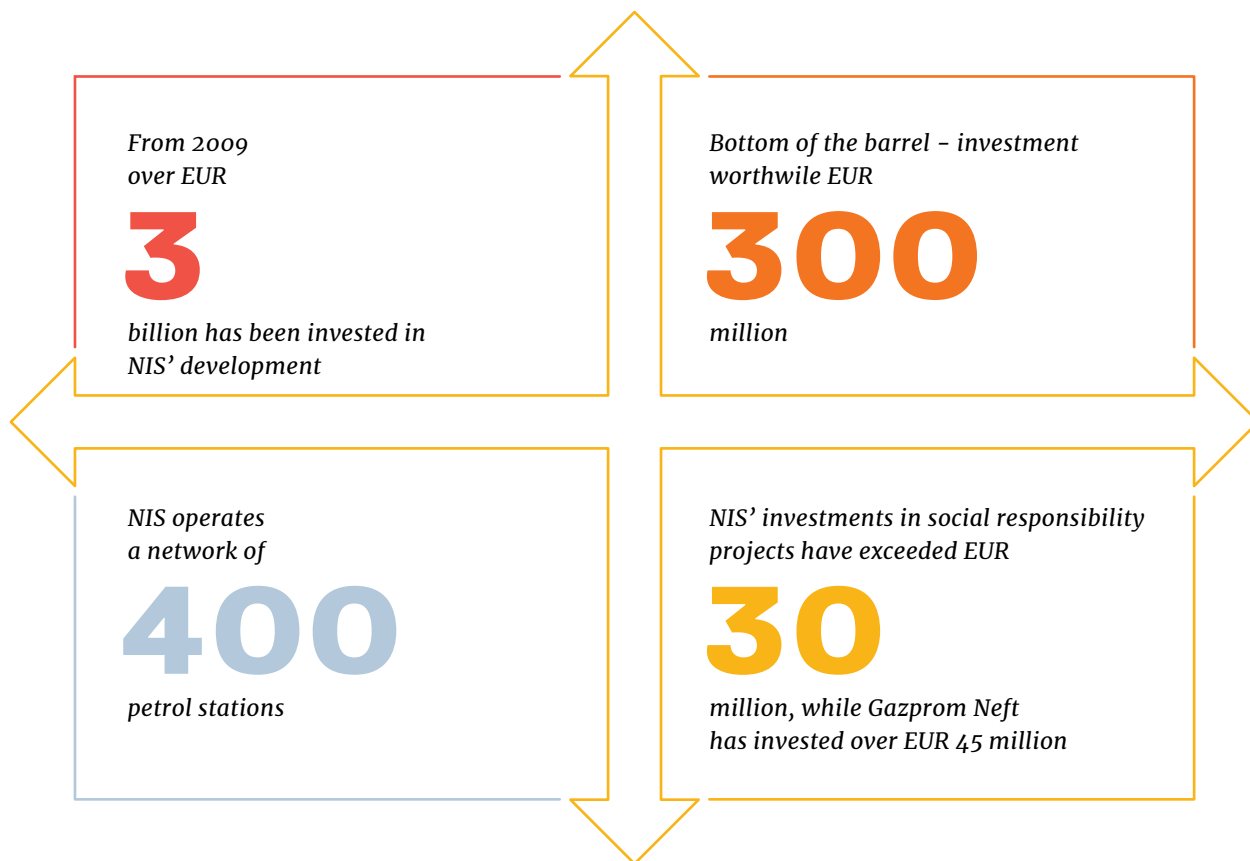 From 2009
over EUR
3
billion has been invested in
NIS’ development
Bottom of the barrel - investment
worthwile EUR
300
million
NIS operates
a network of
400
petrol stations
NIS’ investments in social responsibility
projects have exceeded EUR
30
million, while Gazprom Neft
has invested over EUR 45 million